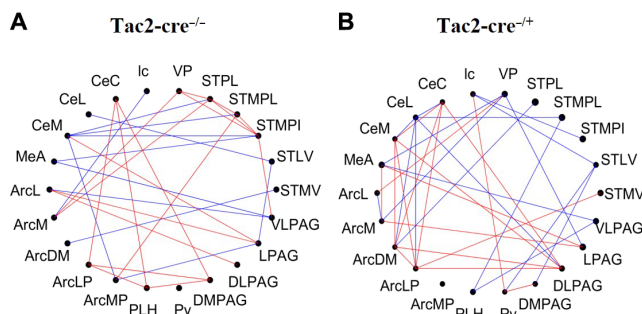 A Tac2-cre−/−
B Tac2-cre−/+
Ic VP
CeC STPL
CeL STMPL
CeM STMPI
MeA STLV
ArcL STMV
ArcM VLPAG
ArcDM LPAG
ArcLP DLPAG
ArcMP DMPAG
PLH Pv
Ic VP
CeC STPL
CeL STMPL
CeM STMPI
MeA STLV
ArcL STMV
ArcM VLPAG
ArcDM LPAG
ArcLP DLPAG
ArcMP DMPAG
PLH Pv